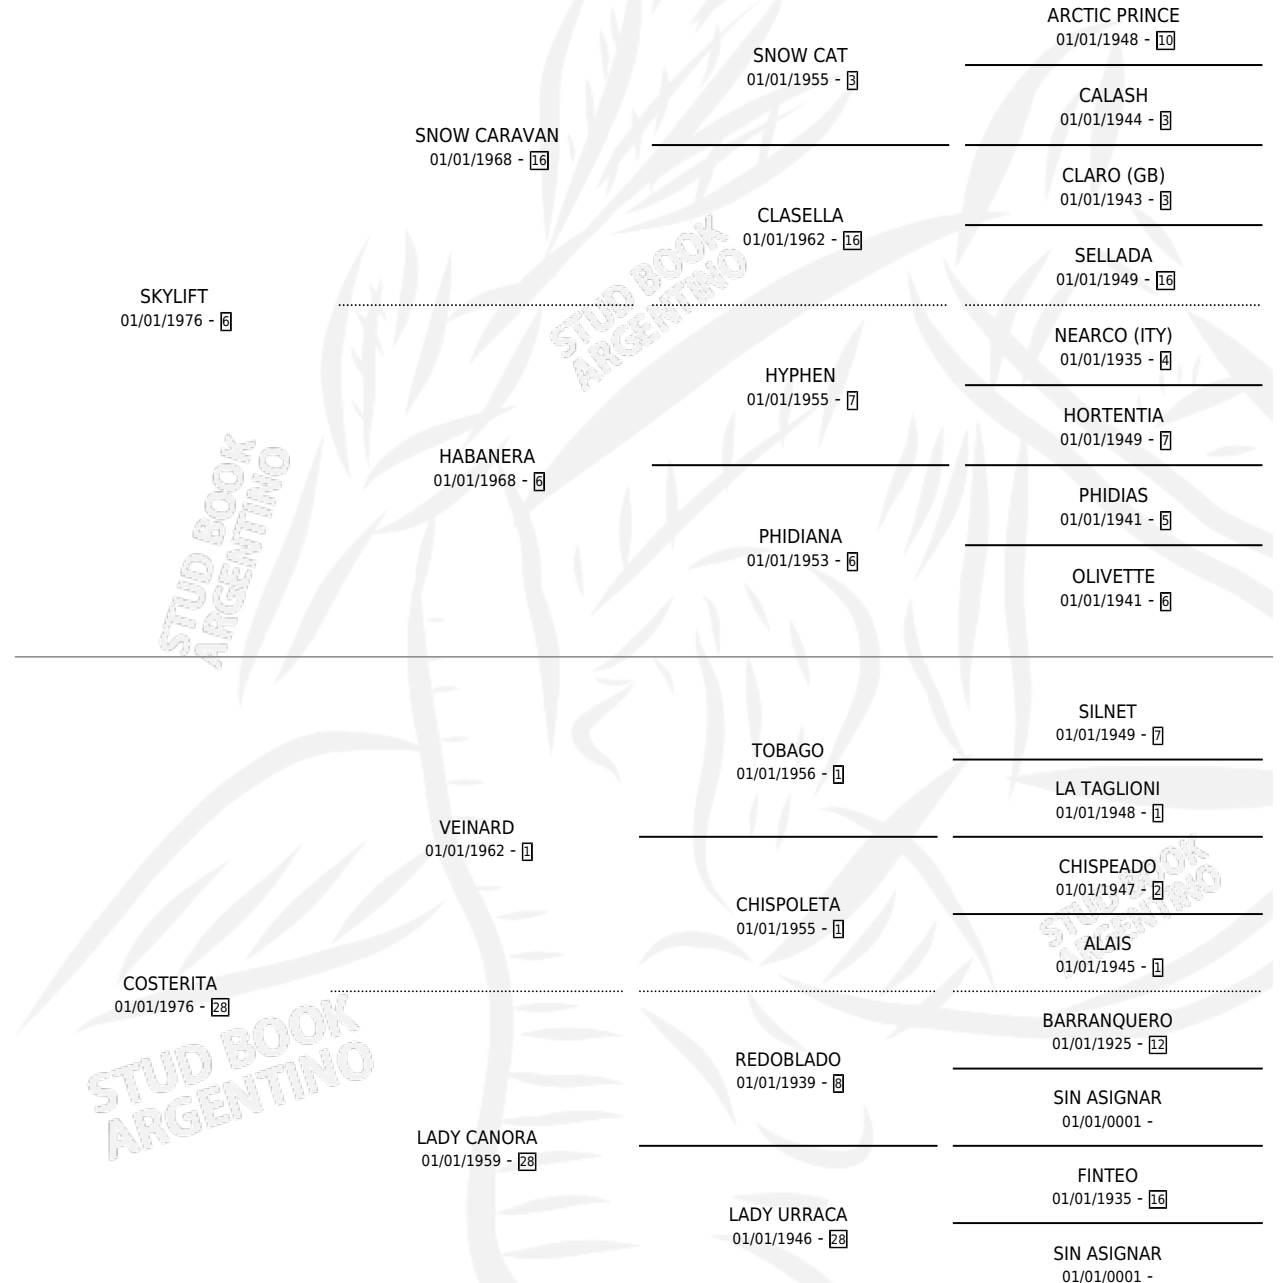 ARCTIC PRINCE
01/01/1948 - 10
SNOW CAT
01/01/1955 - 3
CALASH
01/01/1944 - 3
SNOW CARAVAN
01/01/1968 - 16
CLARO (GB)
01/01/1943 - 3
CLASELLA
01/01/1962 - 16
SELLADA
01/01/1949 - 16
SKYLIFT
01/01/1976 - 6
STUD BOOK
ARGENTINO
NEARCO (ITY)
01/01/1935 - 4
HYPHEN
01/01/1955 - 7
HORTENTIA
01/01/1949 - 7
HABANERA
01/01/1968 - 6
PHIDIAS
01/01/1941 - 5
PHIDIANA
01/01/1953 - 6
OLIVETTE
01/01/1941 - 6
STUD BOOK
ARGENTINO
SILNET
01/01/1949 - 7
TOBAGO
01/01/1956 - 1
LA TAGLIONI
01/01/1948 - 1
VEINARD
01/01/1962 - 1
CHISPEADO
01/01/1947 - 2
CHISPOLETA
01/01/1955 - 1
ALAIS
01/01/1945 - 1
STUD BOOK
ARGENTINO
COSTERITA
01/01/1976 - 28
BARRANQUERO
01/01/1925 - 12
REDOBLADO
01/01/1939 - 8
SIN ASIGNAR
01/01/0001 -
STUD BOOK
ARGENTINO
LADY CANORA
01/01/1959 - 28
FINTEO
01/01/1935 - 16
LADY URRACA
01/01/1946 - 28
SIN ASIGNAR
01/01/0001 -